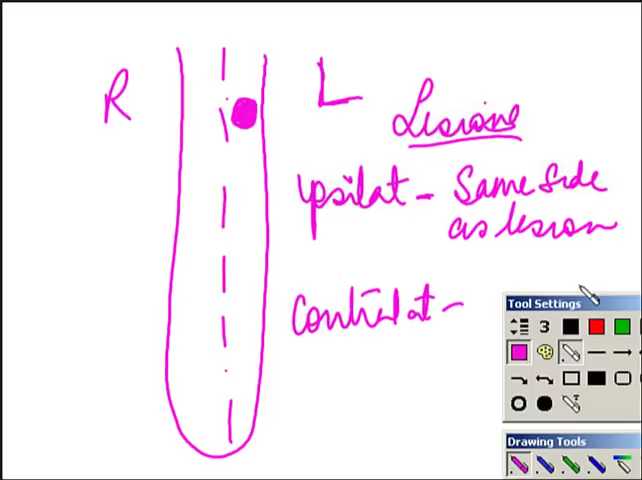 R
L
Lesions
ipsilat - Same side
as lesion
Contralat -
Tool Settings
3
Drawing Tools